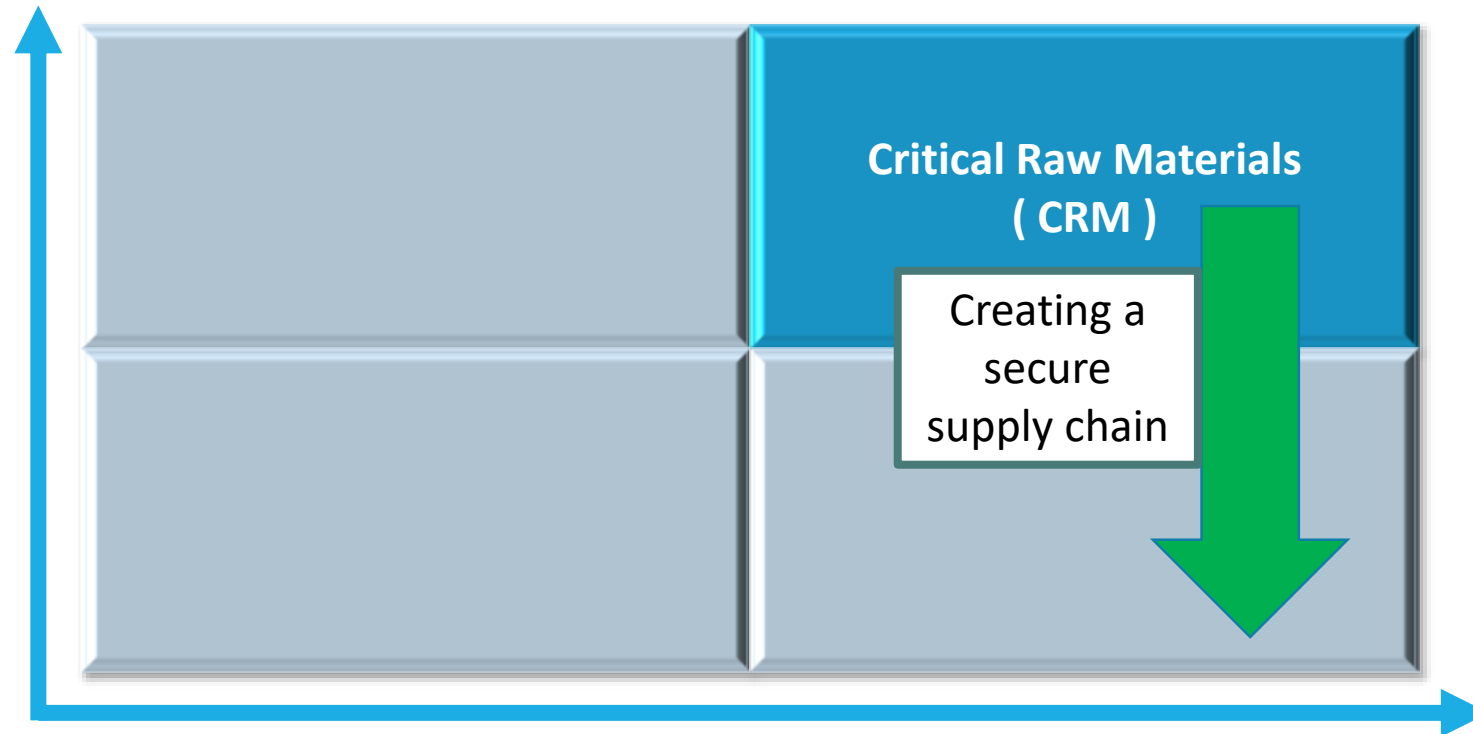 Critical Raw Materials
( CRM )
Creating a
secure
supply chain